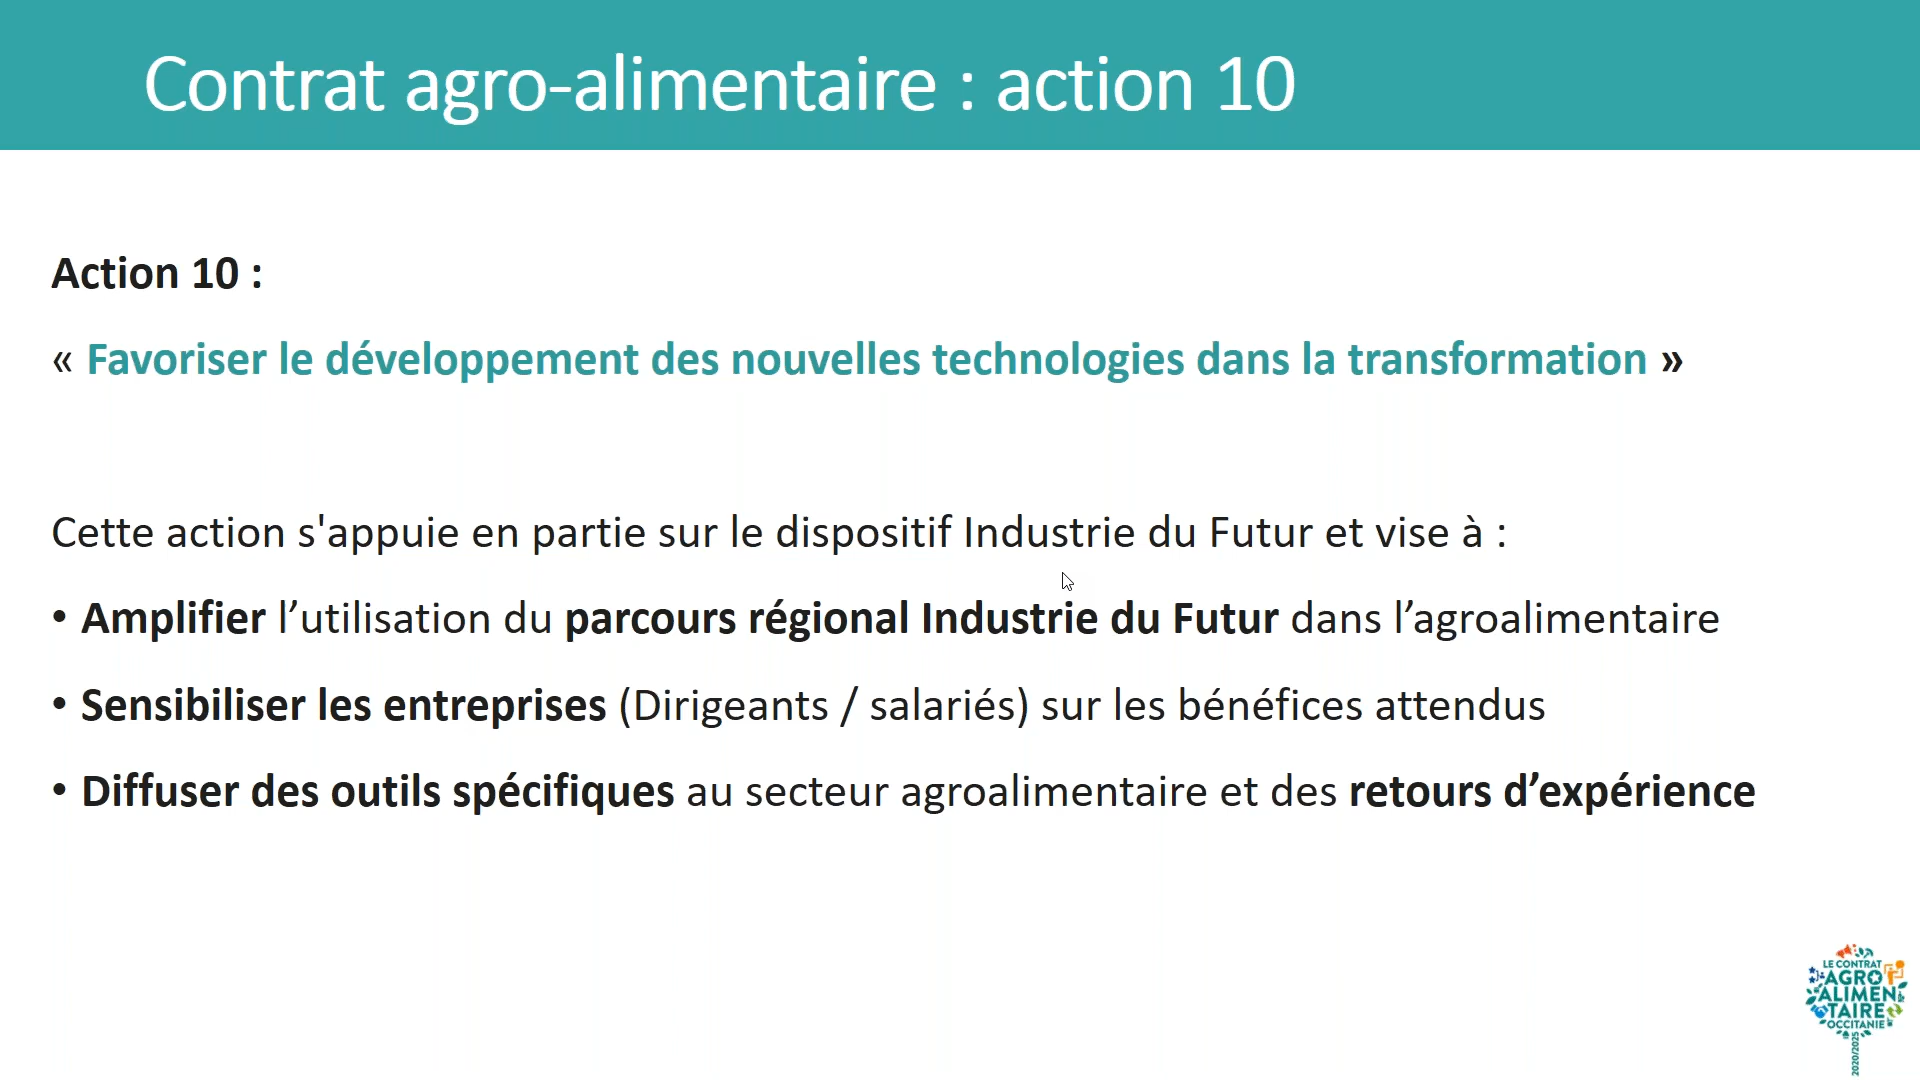 Contrat agro-alimentaire : action 10
Action 10 :
« Favoriser le développement des nouvelles technologies dans la transformation »
Cette action s'appuie en partie sur le dispositif Industrie du Futur et vise à :
• Amplifier l’utilisation du parcours régional Industrie du Futur dans l’agroalimentaire
• Sensibiliser les entreprises (Dirigeants / salariés) sur les bénéfices attendus
• Diffuser des outils spécifiques au secteur agroalimentaire et des retours d’expérience
LE CONTRAT
AGRO
ALIMEN
TAIRE
OCCITANIE
2020/2025